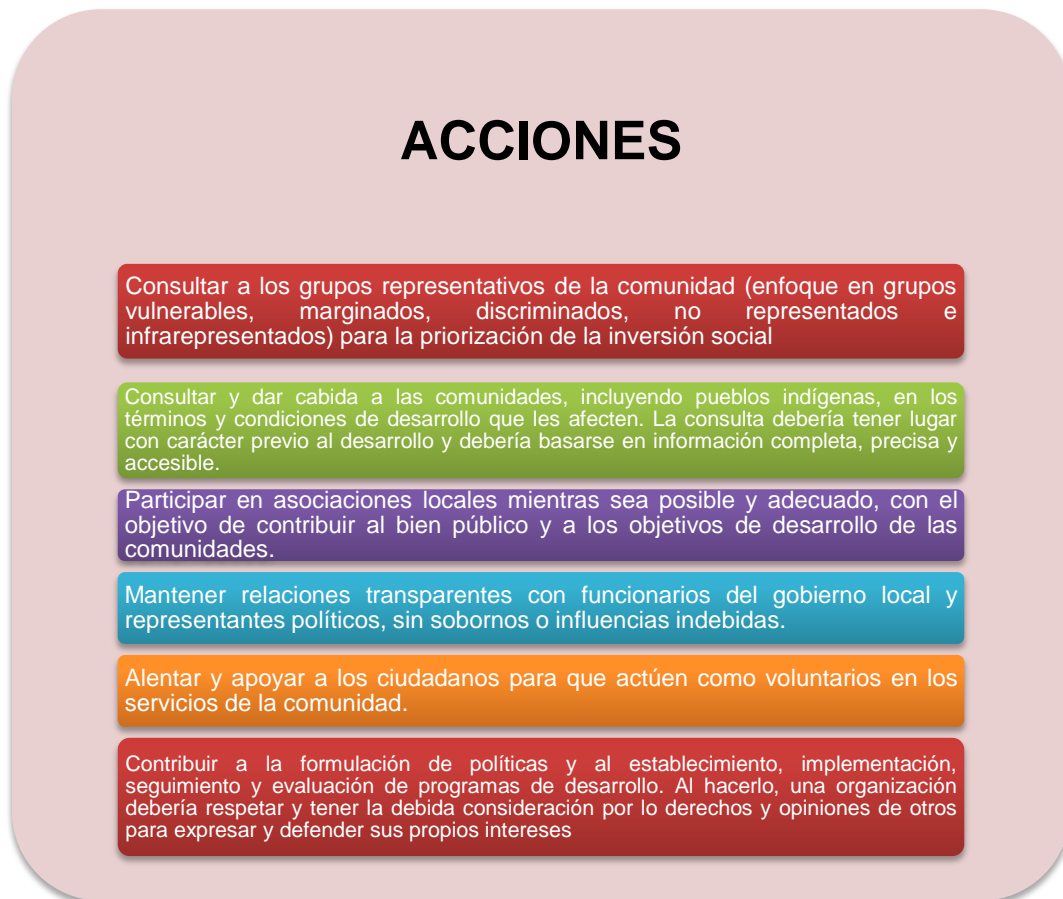 ACCIONES
Consultar a los grupos representativos de la comunidad (enfoque en grupos
vulnerables, marginados, discriminados, no representados e
infrarepresentados) para la priorización de la inversión social
Consultar y dar cabida a las comunidades, incluyendo pueblos indígenas, en los
términos y condiciones de desarrollo que les afecten. La consulta debería tener lugar
con carácter previo al desarrollo y debería basarse en información completa, precisa y
accesible.
Participar en asociaciones locales mientras sea posible y adecuado, con el
objetivo de contribuir al bien público y a los objetivos de desarrollo de las
comunidades.
Mantener relaciones transparentes con funcionarios del gobierno local y
representantes políticos, sin sobornos o influencias indebidas.
Alentar y apoyar a los ciudadanos para que actúen como voluntarios en los
servicios de la comunidad.
Contribuir a la formulación de políticas y al establecimiento, implementación,
seguimiento y evaluación de programas de desarrollo. Al hacerlo, una organización
debería respetar y tener la debida consideración por lo derechos y opiniones de otros
para expresar y defender sus propios intereses